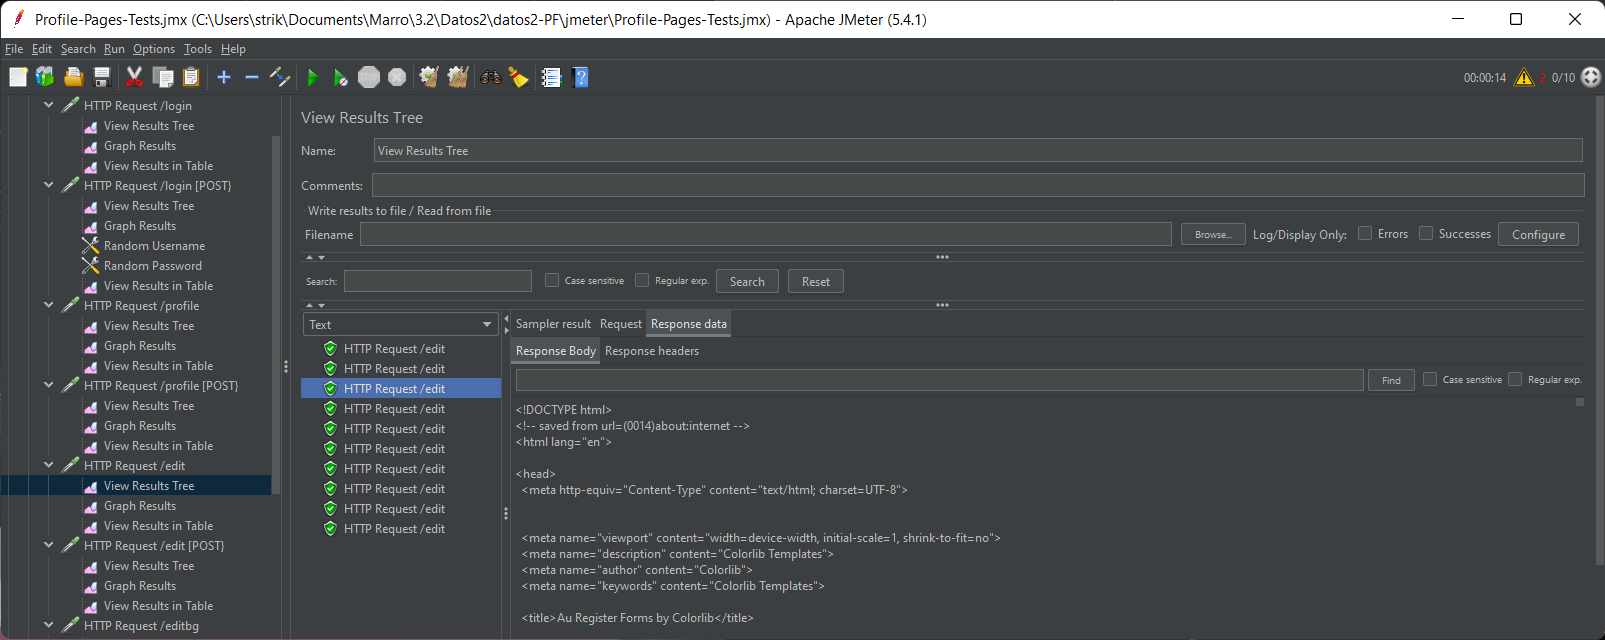 Profile-Pages-Tests.jmx (C:\Users\strik\Documents\Marro\3.2\Datos2\datos2-PF\jmeter\Profile-Pages-Tests.jmx) - Apache JMeter (5.4.1)
File Edit Search Run Options Tools Help
STOP 00:00:14 2 0/10
HTTP Request /login
View Results Tree
Graph Results
View Results in Table
HTTP Request /login [POST}
View Results Tree
Graph Results
Random Username
Random Password
View Results in Table
HTTP Request /profile
View Results Tree
Graph Results
View Results in Table
HTTP Request /profile [POST}
View Results Tree
Graph Results
View Results in Table
HTTP Request /edit
View Results Tree
Graph Results
View Results in Table
HTTP Request /edit [POST}
View Results Tree
Graph Results
View Results in Table
HTTP Request /editbg
View Results Tree
Name: View Results Tree
Comments:
Write results to file / Read from file
Filename Browse... Log/Display Only: Errors Successes Configure
Search: Case sensitive Regular exp. Search Reset
Text
HTTP Request /edit
HTTP Request /edit
HTTP Request /edit
HTTP Request /edit
HTTP Request /edit
HTTP Request /edit
HTTP Request /edit
HTTP Request /edit
HTTP Request /edit
HTTP Request /edit
Sampler result Request Response data
Response Body Response headers
Find Case sensitive Regular exp.
<!DOCTYPE html>
<!-- saved from url=(0014)about:internet -->
<html lang="en">
<head>
<meta http-equiv="Content-Type" content="text/html; charset=UTF-8">
<meta name="viewport" content="width=device-width, initial-scale=1, shrink-to-fit=no">
<meta name="description" content="Colorlib Templates">
<meta name="author" content="Colorlib">
<meta name="keywords" content="Colorlib Templates">
<title>Au Register Forms by Colorlib</title>